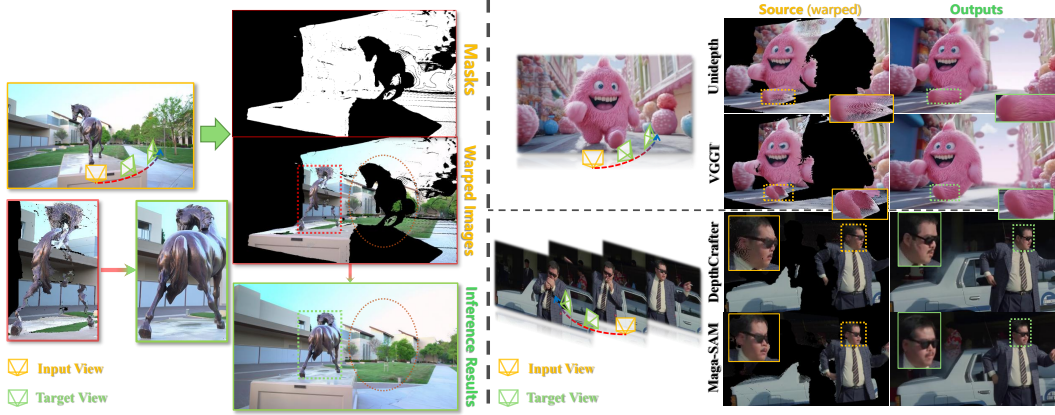 Masks
Warped Images
Inference Results
Input View
Target View
Input View
Target View
Source (warped)
Outputs
Unidepth
VGGT
DepthCrafter
Maga-SAM